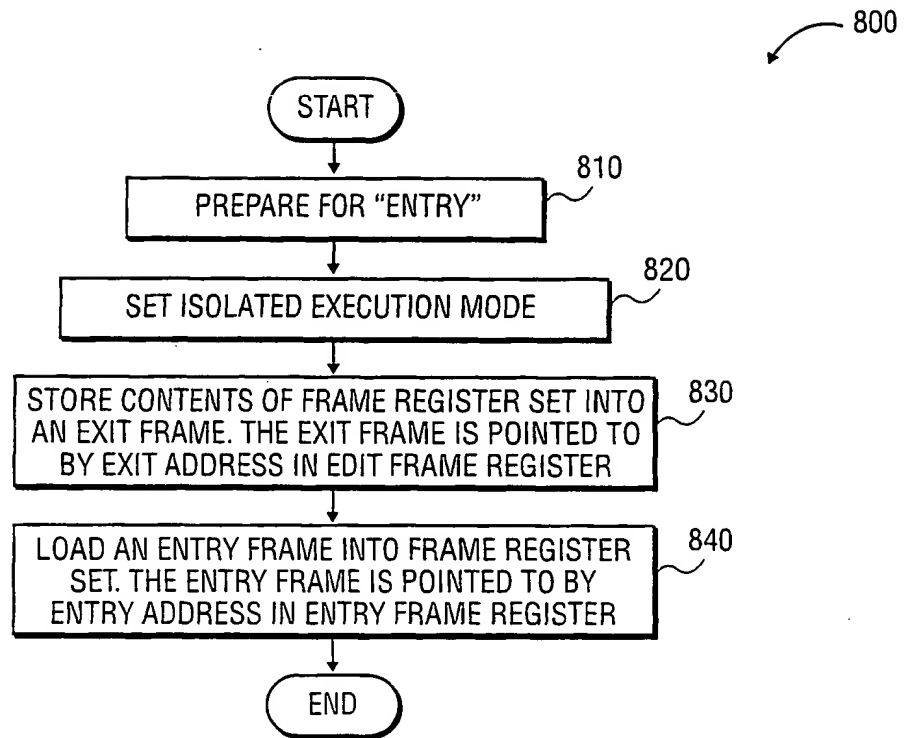 800
START
810
PREPARE FOR “ENTRY”
820
SET ISOLATED EXECUTION MODE
830
STORE CONTENTS OF FRAME REGISTER SET INTO
AN EXIT FRAME. THE EXIT FRAME IS POINTED TO
BY EXIT ADDRESS IN EDIT FRAME REGISTER
840
LOAD AN ENTRY FRAME INTO FRAME REGISTER
SET. THE ENTRY FRAME IS POINTED TO BY
ENTRY ADDRESS IN ENTRY FRAME REGISTER
END